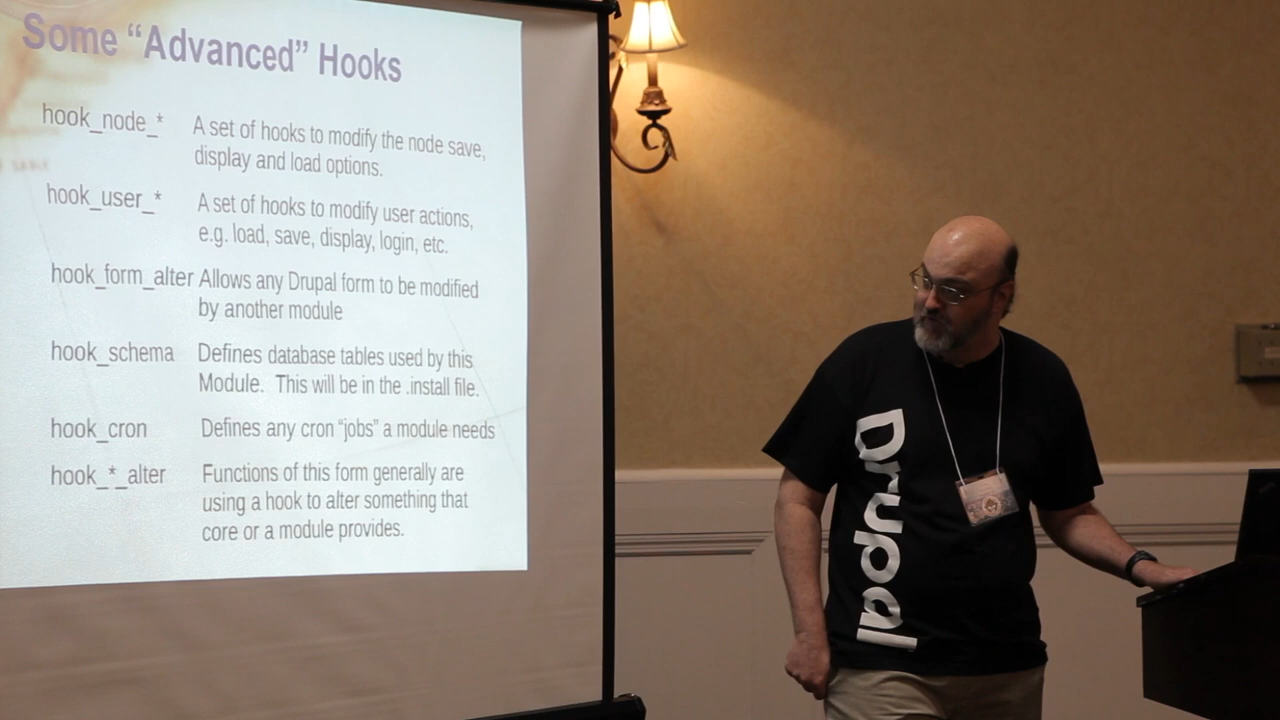 Some “Advanced” Hooks
hook_node_* A set of hooks to modify the node save,
display and load options.
hook_user_* A set of hooks to modify user actions,
e.g. load, save, display, login, etc.
hook_form_alter Allows any Drupal form to be modified
by another module
hook_schema Defines database tables used by this
Module. This will be in the .install file.
hook_cron Defines any cron “jobs” a module needs
hook_*_alter Functions of this form generally are
using a hook to alter something that
core or a module provides.
Drupal